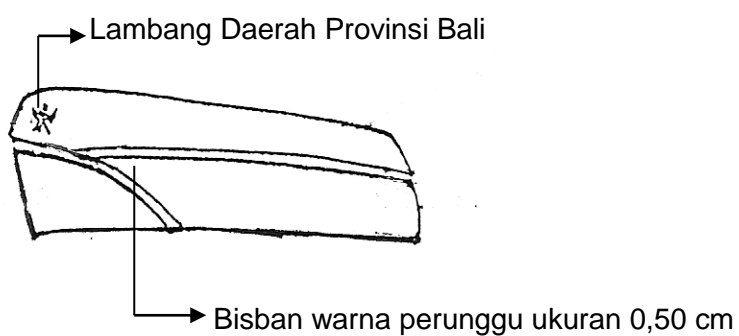 Lambang Daerah Provinsi Bali
Bisban warna perunggu ukuran 0,50 cm